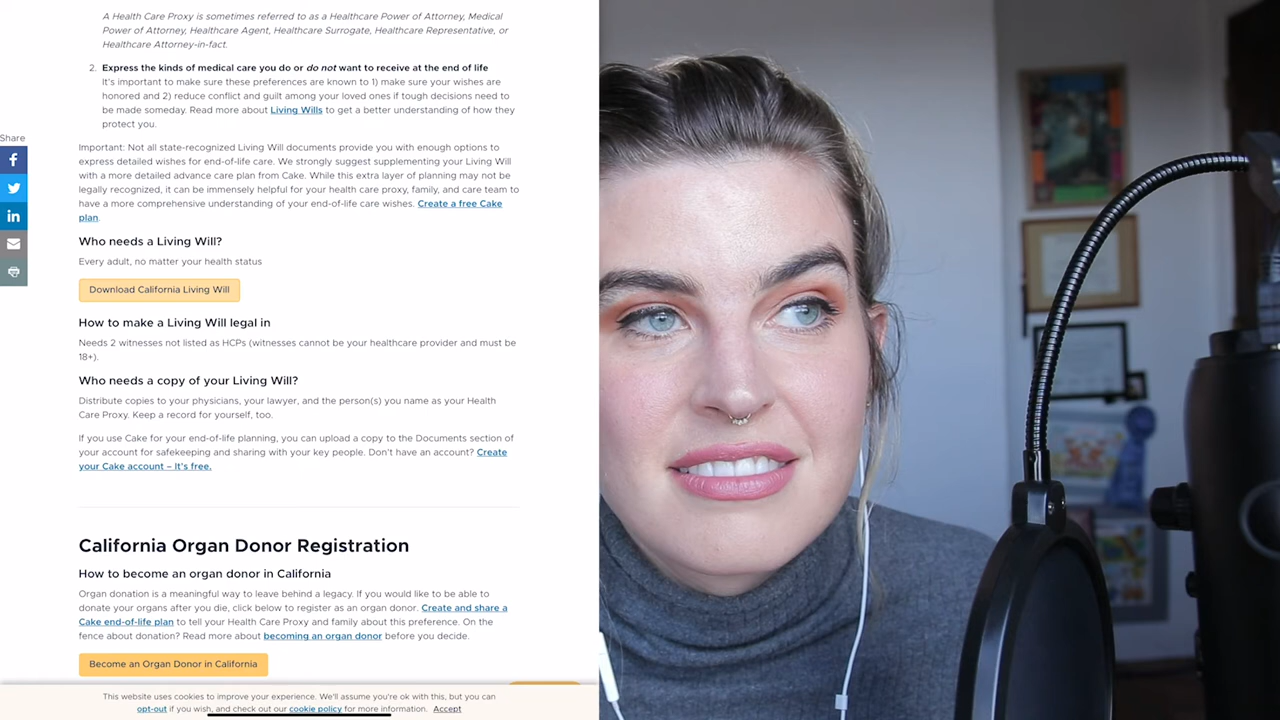 A Health Care Proxy is sometimes referred to as a Healthcare Power of Attorney, Medical
Power of Attorney, Healthcare Agent, Healthcare Surrogate, Healthcare Representative, or
Healthcare Attorney-in-fact.
2. Express the kinds of medical care you do or do not want to receive at the end of life
It's important to make sure these preferences are known to 1) make sure your wishes are
honored and 2) reduce conflict and guilt among your loved ones if tough decisions need to
be made someday. Read more about Living Wills to get a better understanding of how they
protect you.
Share
Important: Not all state-recognized Living Will documents provide you with enough options to
express detailed wishes for end-of-life care. We strongly suggest supplementing your Living Will
with a more detailed advance care plan from Cake. While this extra layer of planning may not be
legally recognized, it can be immensely helpful for your health care proxy, family, and care team to
have a more comprehensive understanding of your end-of-life care wishes. Create a free Cake
plan.
Who needs a Living Will?
Every adult, no matter your health status
Download California Living Will
How to make a Living Will legal in
Needs 2 witnesses not listed as HCPs (witnesses cannot be your healthcare provider and must be
18+).
Who needs a copy of your Living Will?
Distribute copies to your physicians, your lawyer, and the person(s) you name as your Health
Care Proxy. Keep a record for yourself, too.
If you use Cake for your end-of-life planning, you can upload a copy to the Documents section of
your account for safekeeping and sharing with your key people. Don't have an account? Create
your Cake account – It's free.
California Organ Donor Registration
How to become an organ donor in California
Organ donation is a meaningful way to leave behind a legacy. If you would like to be able to
donate your organs after you die, click below to register as an organ donor. Create and share a
Cake end-of-life plan to tell your Health Care Proxy and family about this preference. On the
fence about donation? Read more about becoming an organ donor before you decide.
Become an Organ Donor in California
This website uses cookies to improve your experience. We'll assume you're ok with this, but you can
opt-out if you wish, and check out our cookie policy for more information. Accept